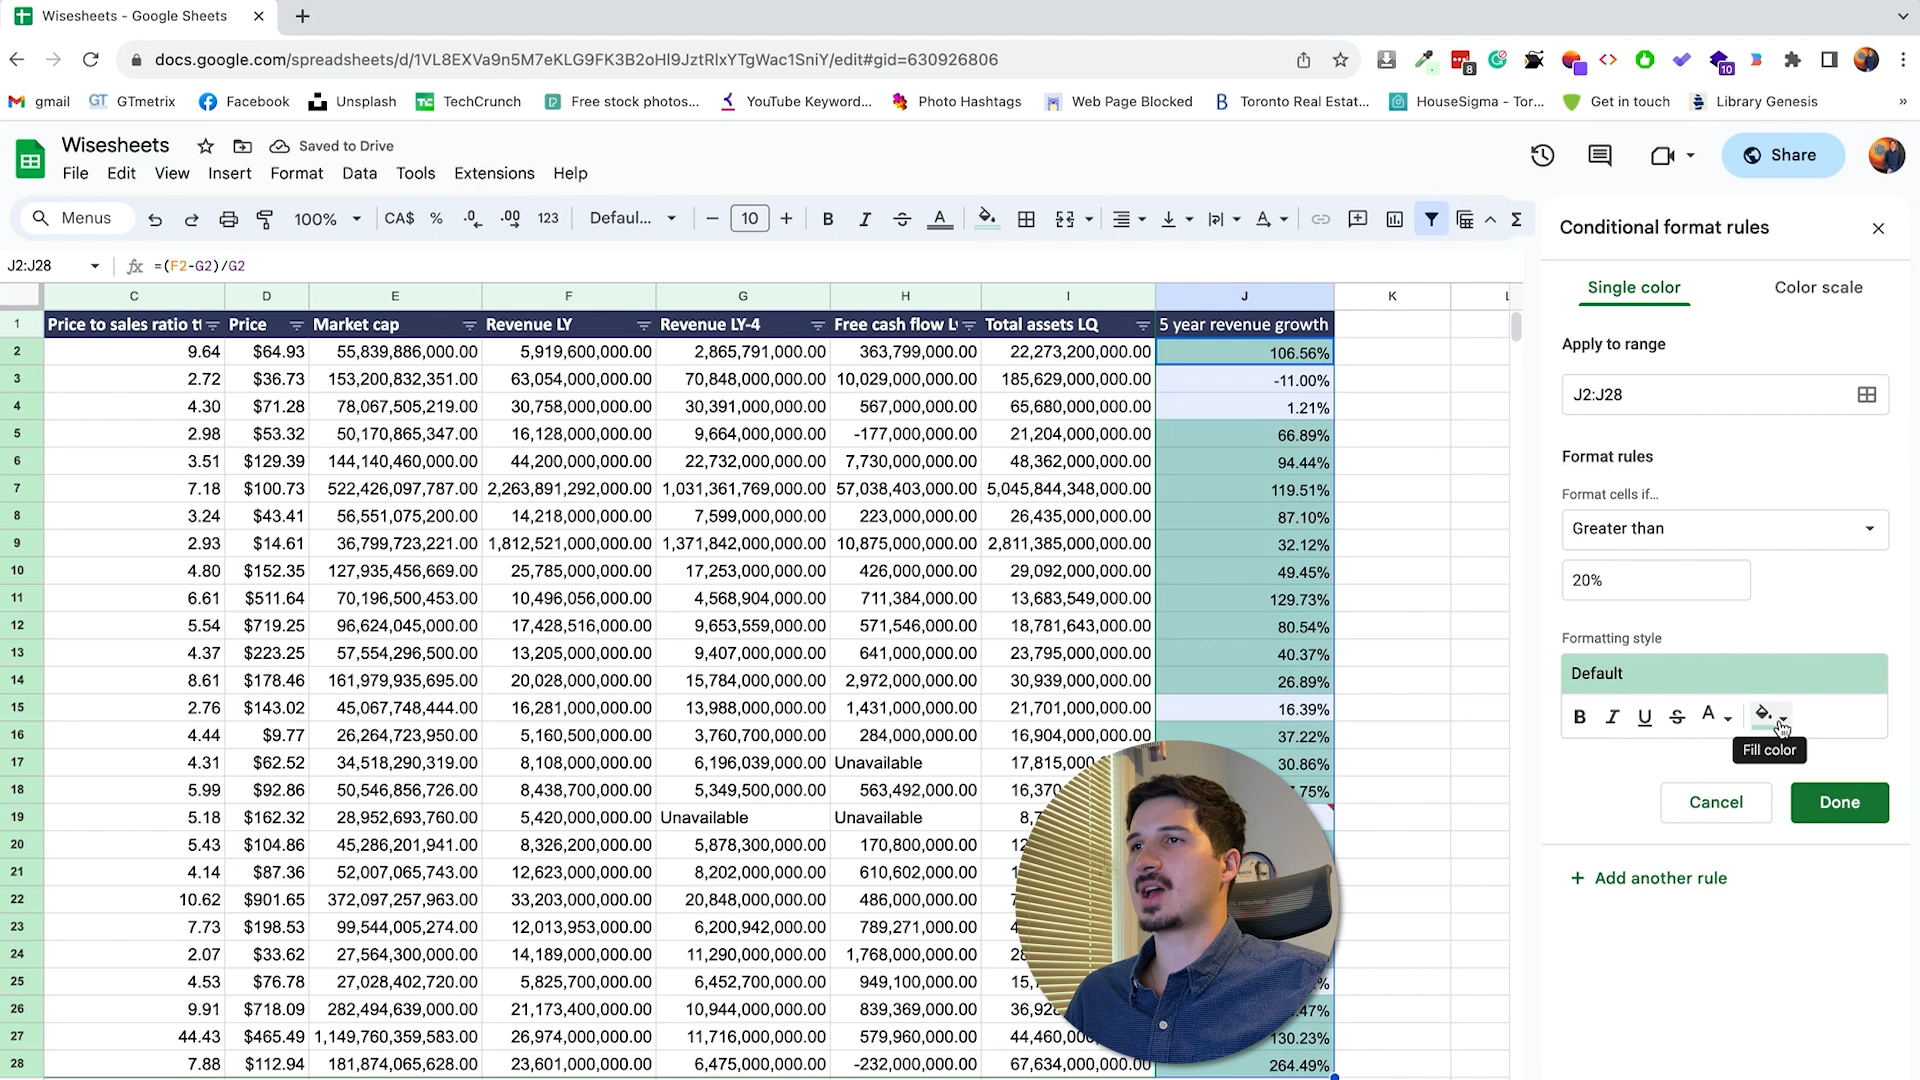 Wisesheets - Google Sheets
docs.google.com/spreadsheets/d/1VL8EXVa9n5M7eKLG9FK3B2oHl9JztRlxYTgWac1SniY/edit#gid=630926806
8
10
gmail GTmetrix Facebook Unsplash TechCrunch Free stock photos... YouTube Keyword... Photo Hashtags Web Page Blocked Toronto Real Estat... HouseSigma - Tor... Get in touch Library Genesis »
Wisesheets Saved to Drive
Share
File Edit View Insert Format Data Tools Extensions Help
Menus 100% CA$ % .0 .00 123 Defaul... 10
J2:J28 =(F2-G2)/G2
C D E F G H I J K L
1 Price to sales ratio tt Price Market cap Revenue LY Revenue LY-4 Free cash flow L Total assets LQ 5 year revenue growth
2 9.64 $64.93 55,839,886,000.00 5,919,600,000.00 2,865,791,000.00 363,799,000.00 22,273,200,000.00 106.56%
3 2.72 $36.73 153,200,832,351.00 63,054,000,000.00 70,848,000,000.00 10,029,000,000.00 185,629,000,000.00 -11.00%
4 4.30 $71.28 78,067,505,219.00 30,758,000,000.00 30,391,000,000.00 567,000,000.00 65,680,000,000.00 1.21%
5 2.98 $53.32 50,170,865,347.00 16,128,000,000.00 9,664,000,000.00 -177,000,000.00 21,204,000,000.00 66.89%
6 3.51 $129.39 144,140,460,000.00 44,200,000,000.00 22,732,000,000.00 7,730,000,000.00 48,362,000,000.00 94.44%
7 7.18 $100.73 522,426,097,787.00 2,263,891,292,000.00 1,031,361,769,000.00 57,038,403,000.00 5,045,844,348,000.00 119.51%
8 3.24 $43.41 56,551,075,200.00 14,218,000,000.00 7,599,000,000.00 223,000,000.00 26,435,000,000.00 87.10%
9 2.93 $14.61 36,799,723,221.00 1,812,521,000,000.00 1,371,842,000,000.00 10,875,000,000.00 2,811,385,000,000.00 32.12%
10 4.80 $152.35 127,935,456,669.00 25,785,000,000.00 17,253,000,000.00 426,000,000.00 29,092,000,000.00 49.45%
11 6.61 $511.64 70,196,500,453.00 10,496,056,000.00 4,568,904,000.00 711,384,000.00 13,683,549,000.00 129.73%
12 5.54 $719.25 96,624,045,000.00 17,428,516,000.00 9,653,559,000.00 571,546,000.00 18,781,643,000.00 80.54%
13 4.37 $223.25 57,554,296,500.00 13,205,000,000.00 9,407,000,000.00 641,000,000.00 23,795,000,000.00 40.37%
14 8.61 $178.46 161,979,935,695.00 20,028,000,000.00 15,784,000,000.00 2,972,000,000.00 30,939,000,000.00 26.89%
15 2.76 $143.02 45,067,748,444.00 16,281,000,000.00 13,988,000,000.00 1,431,000,000.00 21,701,000,000.00 16.39%
16 4.44 $9.77 26,264,723,950.00 5,160,500,000.00 3,760,700,000.00 284,000,000.00 16,904,000,000.00 37.22%
17 4.31 $62.52 34,518,290,319.00 8,108,000,000.00 6,196,039,000.00 Unavailable 17,815,000,0 30.86%
18 5.99 $92.86 50,546,856,726.00 8,438,700,000.00 5,349,500,000.00 563,492,000.00 16,370 .75%
19 5.18 $162.32 28,952,693,760.00 5,420,000,000.00 Unavailable Unavailable 8,7
20 5.43 $104.86 45,286,201,941.00 8,326,200,000.00 5,878,300,000.00 170,800,000.00 12
21 4.14 $87.36 52,007,065,743.00 12,623,000,000.00 8,202,000,000.00 610,602,000.00 1
22 10.62 $901.65 372,097,257,963.00 33,203,000,000.00 20,848,000,000.00 486,000,000.00 7
23 7.73 $198.53 99,544,005,274.00 12,013,953,000.00 6,200,942,000.00 789,271,000.00 4
24 2.07 $33.62 27,564,300,000.00 14,189,000,000.00 11,290,000,000.00 1,768,000,000.00 28
25 4.53 $76.78 27,028,402,720.00 5,825,700,000.00 6,452,700,000.00 949,100,000.00 15,
26 9.91 $718.09 282,494,639,000.00 21,173,400,000.00 10,944,000,000.00 839,369,000.00 36,928 .47%
27 44.43 $465.49 1,149,760,359,583.00 26,974,000,000.00 11,716,000,000.00 579,960,000.00 44,460,00 130.23%
28 7.88 $112.94 181,874,065,628.00 23,601,000,000.00 6,475,000,000.00 -232,000,000.00 67,634,000,000.00 264.49%
Conditional format rules
Single color Color scale
Apply to range
J2:J28
Format rules
Format cells if...
Greater than
20%
Formatting style
Default
B I U S A
Fill color
Cancel Done
+ Add another rule